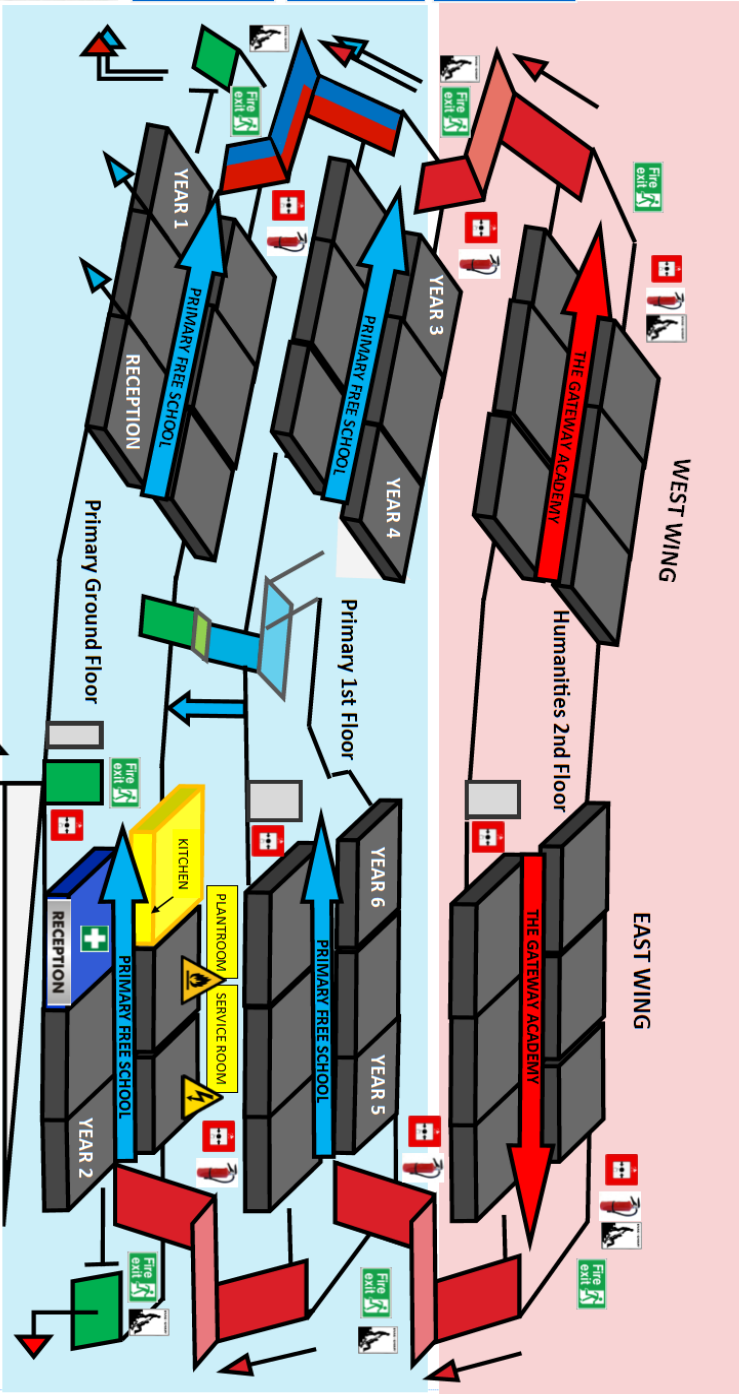 WEST WING
EAST WING
Fire
exit
Fire
exit
THE GATEWAY ACADEMY
THE GATEWAY ACADEMY
Humanities 2nd Floor
Fire
exit
YEAR 3
YEAR 4
YEAR 6
YEAR 5
Fire
exit
PRIMARY FREE SCHOOL
PRIMARY FREE SCHOOL
Primary 1st Floor
Fire
exit
PLANTROOM
SERVICE ROOM
YEAR 1
PRIMARY FREE SCHOOL
KITCHEN
RECEPTION
Fire
exit
Fire
exit
PRIMARY FREE SCHOOL
Primary Ground Floor
YEAR 2
RECEPTION